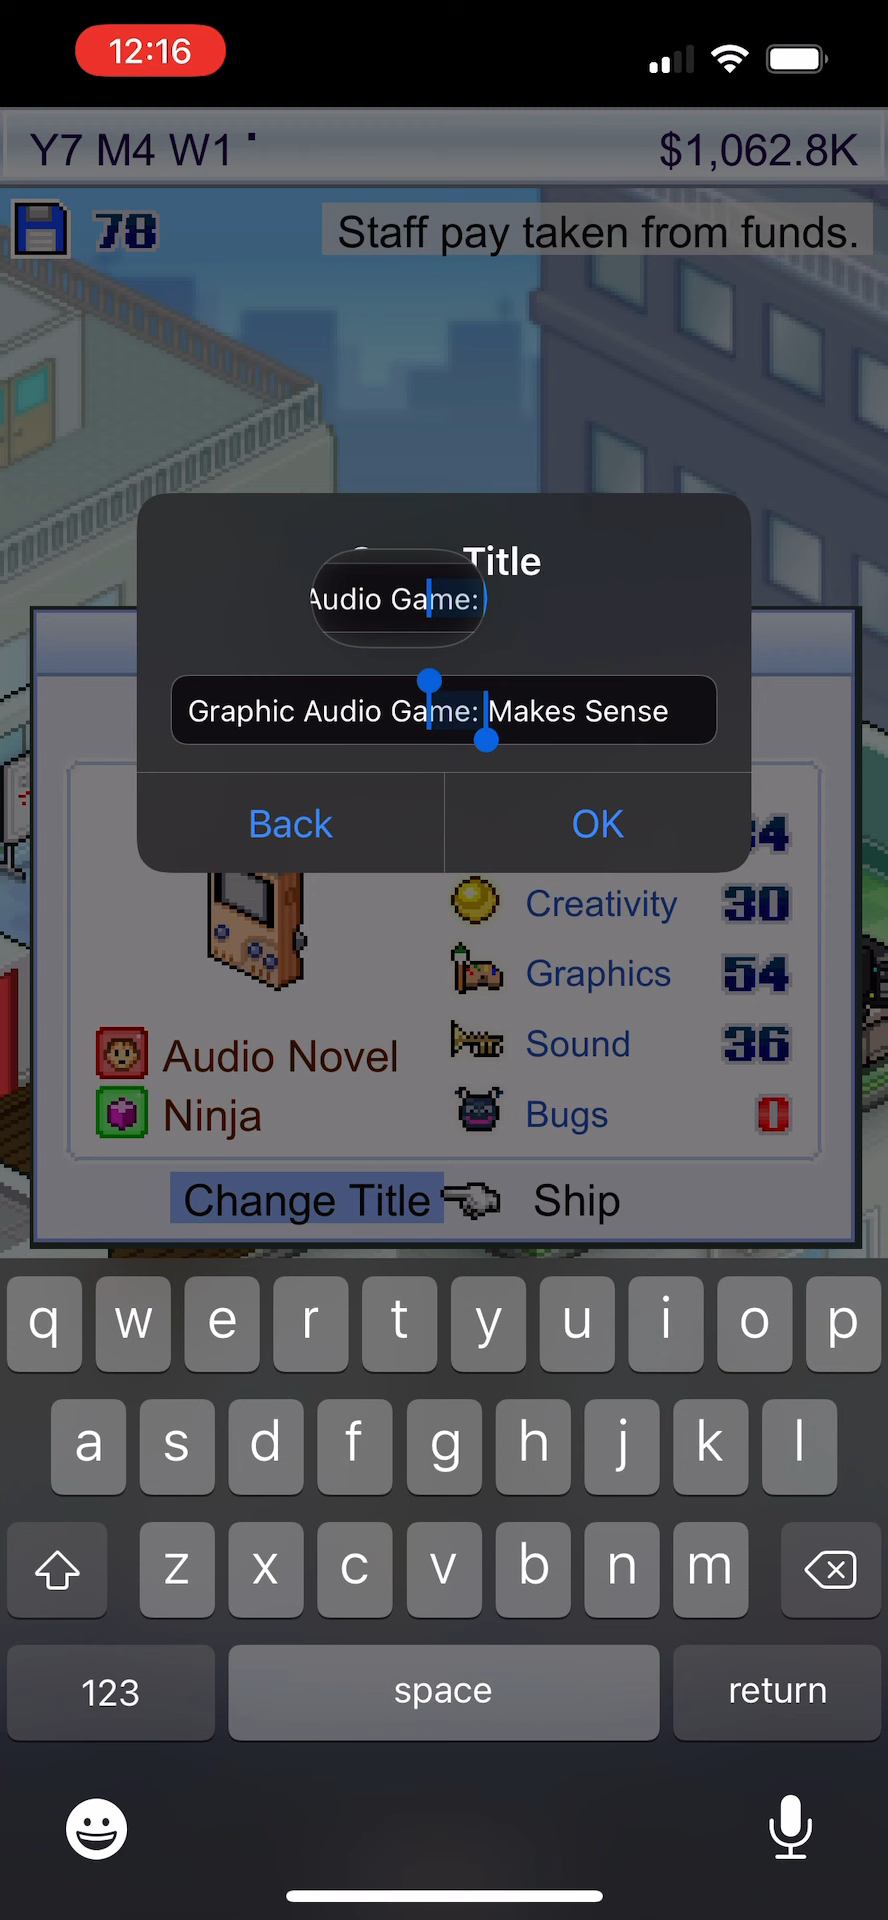 12:16
Y7 M4 W1 $1,062.8K
78 Staff pay taken from funds.
Title
Audio Game:
Graphic Audio Game: Makes Sense
Back OK
4
Creativity 30
Graphics 54
Audio Novel Sound 36
Ninja Bugs 0
Change Title Ship
q w e r t y u i o p
a s d f g h j k l
z x c v b n m
123 space return